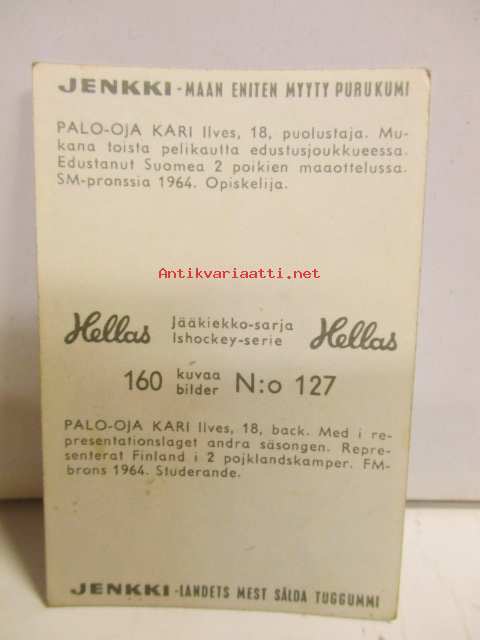 JENKKI - MAAN ENITEN MYYTY PURUKUMI
PALO-OJA KARI Ilves, 18, puolustaja. Mu-
kana toista pelikautta edustusjoukkueessa.
Edustanut Suomea 2 poikien maaottelussa.
SM-pronssia 1964. Opiskelija.
Antikvariaatti.net
Hellas Jääkiekko-sarja Hellas
Ishockey-serie
160 kuvaa N:o 127
bilder
PALO-OJA KARI Ilves, 18, back. Med i re-
presentationslaget andra säsongen. Repre-
senterat Finland i 2 pojklandskamper. FM-
brons 1964. Studerande.
JENKKI - LANDETS MEST SÅLDA TUGGUMMI